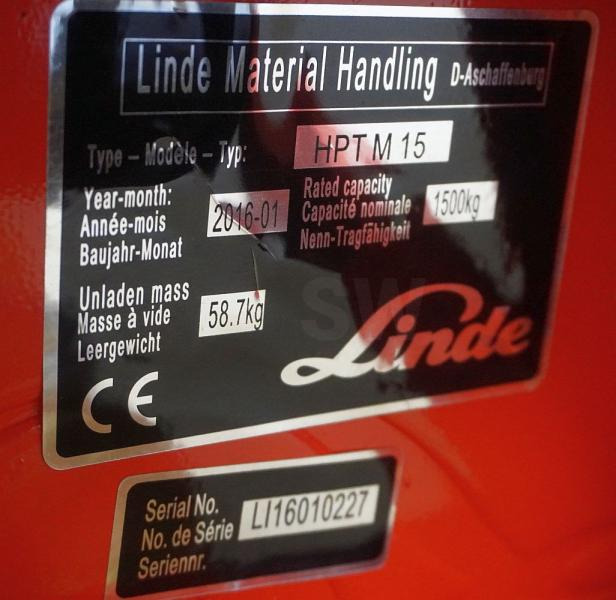 Linde Material Handling D-Aschaffenburg
Type - Modèle - Typ: HPT M 15
Year-month:
Année-mois 2016-01
Baujahr-Monat
Rated capacity
Capacité nominale 1500kg
Nenn-Tragfähigkeit
Unladen mass
Masse à vide 58.7kg
Leergewicht
SW
Linde
CE
Serial No.
No. de Série LI16010227
Seriennr.